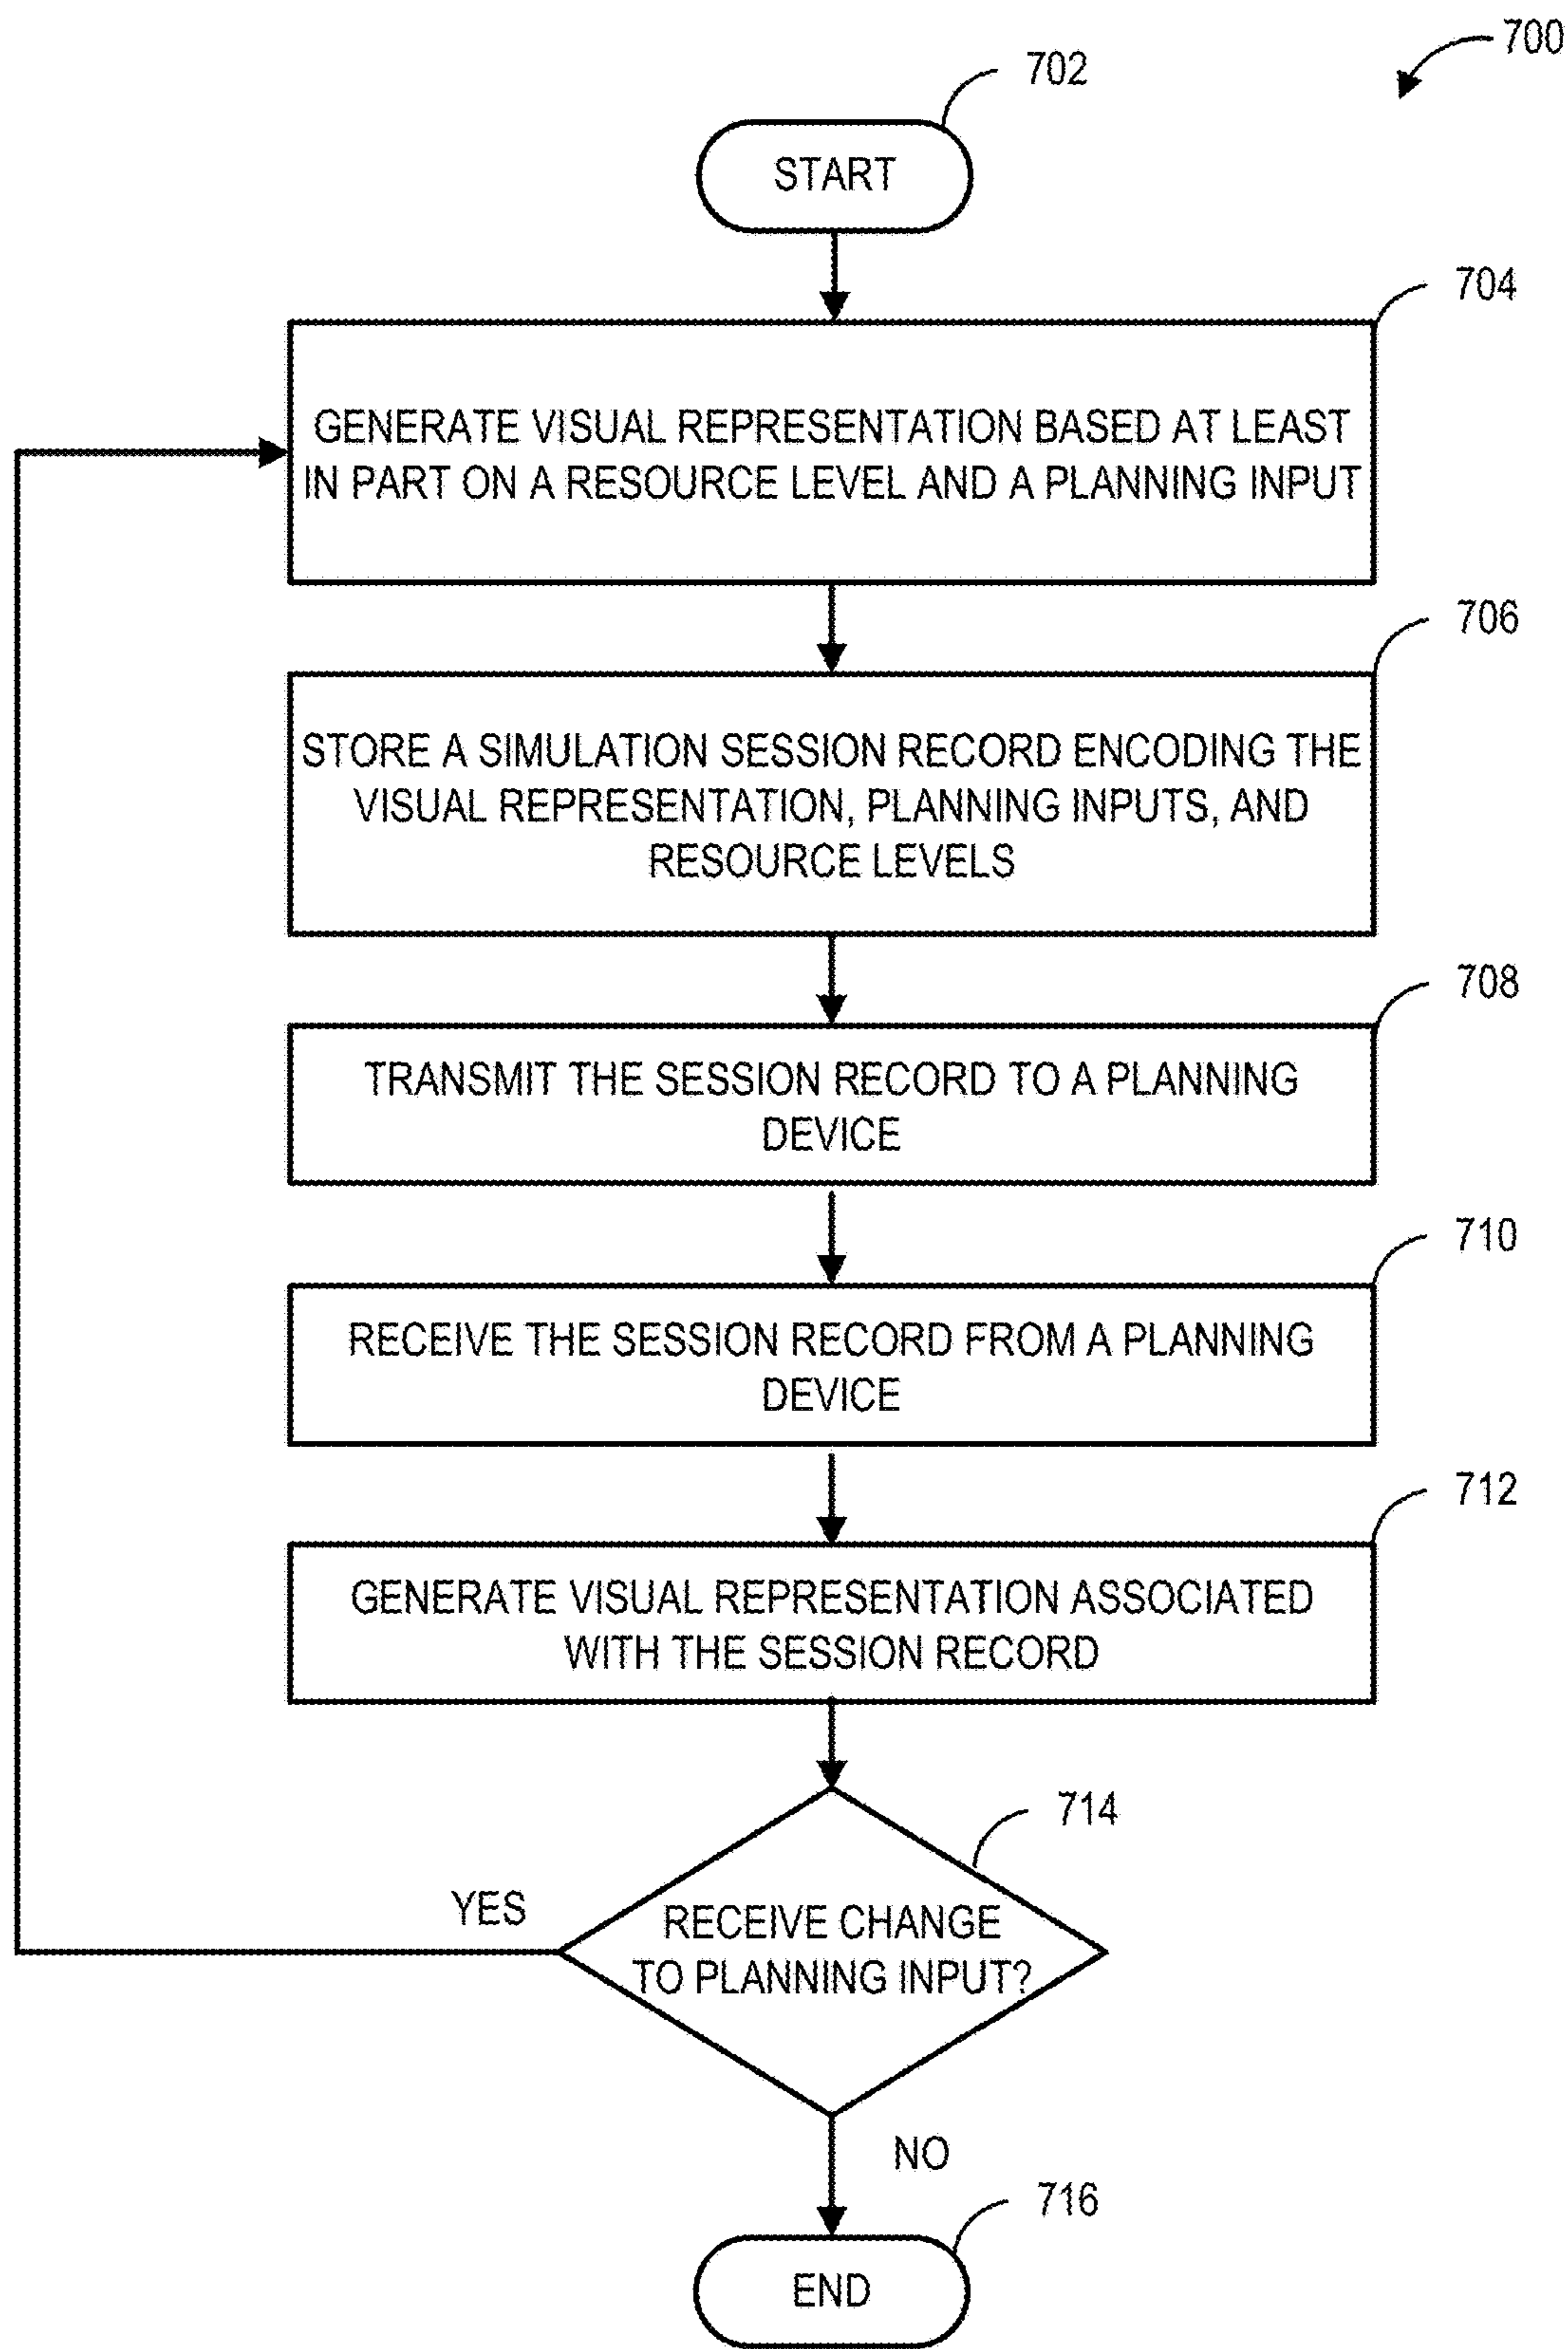 700
702
START
704
GENERATE VISUAL REPRESENTATION BASED AT LEAST
IN PART ON A RESOURCE LEVEL AND A PLANNING INPUT
706
STORE A SIMULATION SESSION RECORD ENCODING THE
VISUAL REPRESENTATION, PLANNING INPUTS, AND
RESOURCE LEVELS
708
TRANSMIT THE SESSION RECORD TO A PLANNING
DEVICE
710
RECEIVE THE SESSION RECORD FROM A PLANNING
DEVICE
712
GENERATE VISUAL REPRESENTATION ASSOCIATED
WITH THE SESSION RECORD
714
YES
RECEIVE CHANGE
TO PLANNING INPUT?
NO
716
END